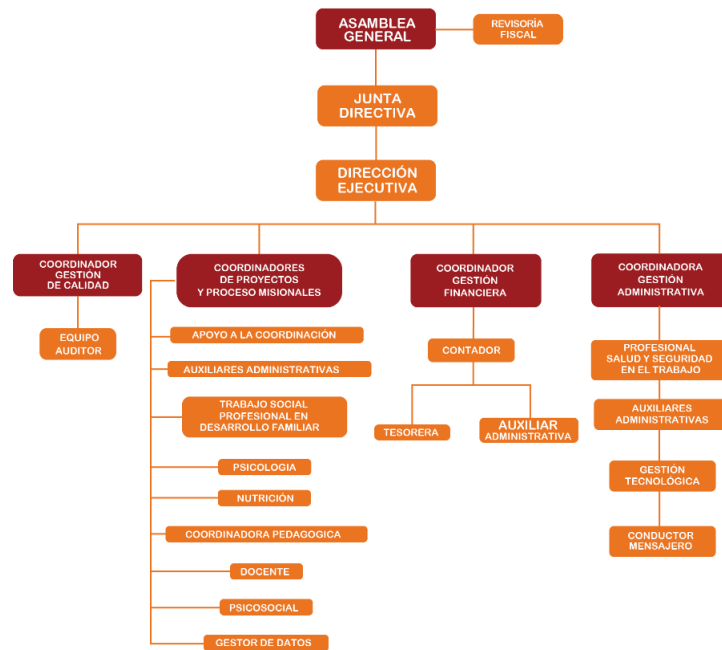 ASAMBLEA
GENERAL
REVISORÍA
FISCAL
JUNTA
DIRECTIVA
DIRECCIÓN
EJECUTIVA
COORDINADOR
GESTIÓN
DE CALIDAD
COORDINADORES
DE PROYECTOS
Y PROCESO MISIONALES
COORDINADOR
GESTIÓN
FINANCIERA
COORDINADORA
GESTIÓN
ADMINISTRATIVA
EQUIPO
AUDITOR
APOYO A LA COORDINACIÓN
AUXILIARES ADMINISTRATIVAS
TRABAJO SOCIAL
PROFESIONAL EN
DESARROLLO FAMILIAR
PSICOLOGIA
NUTRICIÓN
COORDINADORA PEDAGOGICA
DOCENTE
PSICOSOCIAL
GESTOR DE DATOS
CONTADOR
TESORERA
AUXILIAR
ADMINISTRATIVA
PROFESIONAL
SALUD Y SEGURIDAD
EN EL TRABAJO
AUXILIARES
ADMINISTRATIVAS
GESTIÓN
TECNOLÓGICA
CONDUCTOR
MENSAJERO